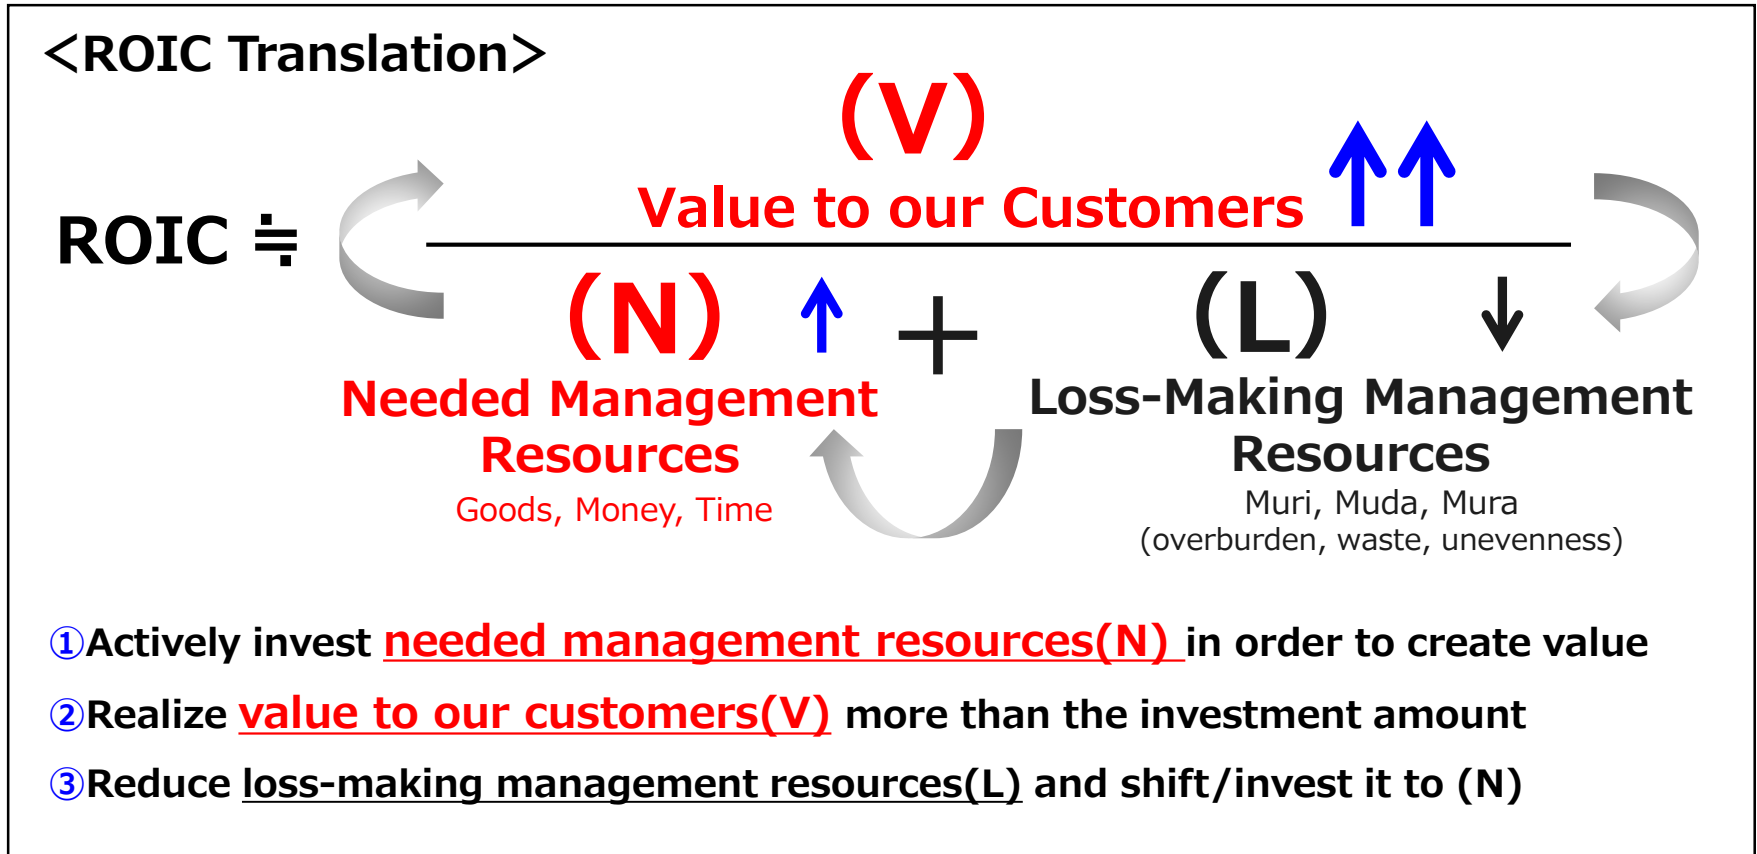 <ROIC Translation>
(V)
Value to our Customers ↑↑
ROIC ≒
(N) ↑ + (L) ↓
Needed Management
Resources
Goods, Money, Time
Loss-Making Management
Resources
Muri, Muda, Mura
(overburden, waste, unevenness)
①Actively invest needed management resources(N) in order to create value
②Realize value to our customers(V) more than the investment amount
③Reduce loss-making management resources(L) and shift/invest it to (N)